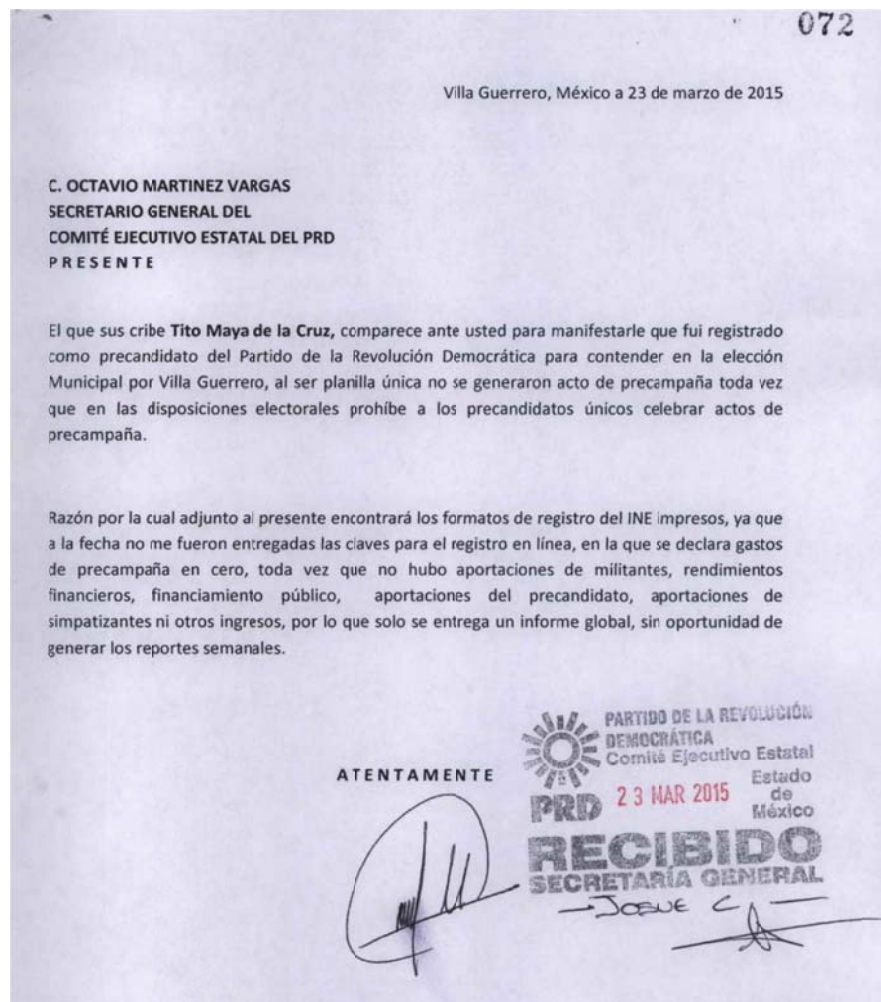 072
Villa Guerrero, México a 23 de marzo de 2015
C. OCTAVIO MARTINEZ VARGAS
SECRETARIO GENERAL DEL
COMITÉ EJECUTIVO ESTATAL DEL PRD
P R E S E N T E
El que sus cribe Tito Maya de la Cruz, comparece ante usted para manifestarle que fui registrado
como precandidato del Partido de la Revolución Democrática para contender en la elección
Municipal por Villa Guerrero, al ser planilla única no se generaron acto de precampaña toda vez
que en las disposiciones electorales prohíbe a los precandidatos únicos celebrar actos de
precampaña.
Razón por la cual adjunto al presente encontrará los formatos de registro del INE impresos, ya que
a la fecha no me fueron entregadas las claves para el registro en línea, en la que se declara gastos
de precampaña en cero, toda vez que no hubo aportaciones de militantes, rendimientos
financieros, financiamiento público, aportaciones del precandidato, aportaciones de
simpatizantes ni otros ingresos, por lo que solo se entrega un informe global, sin oportunidad de
generar los reportes semanales.
A T E N T A M E N T E
PARTIDO DE LA REVOLUCIÓN
DEMOCRÁTICA
Comité Ejecutivo Estatal
Estado
de
México
PRD 23 MAR 2015
RECIBIDO
SECRETARÍA GENERAL
JOSUE C